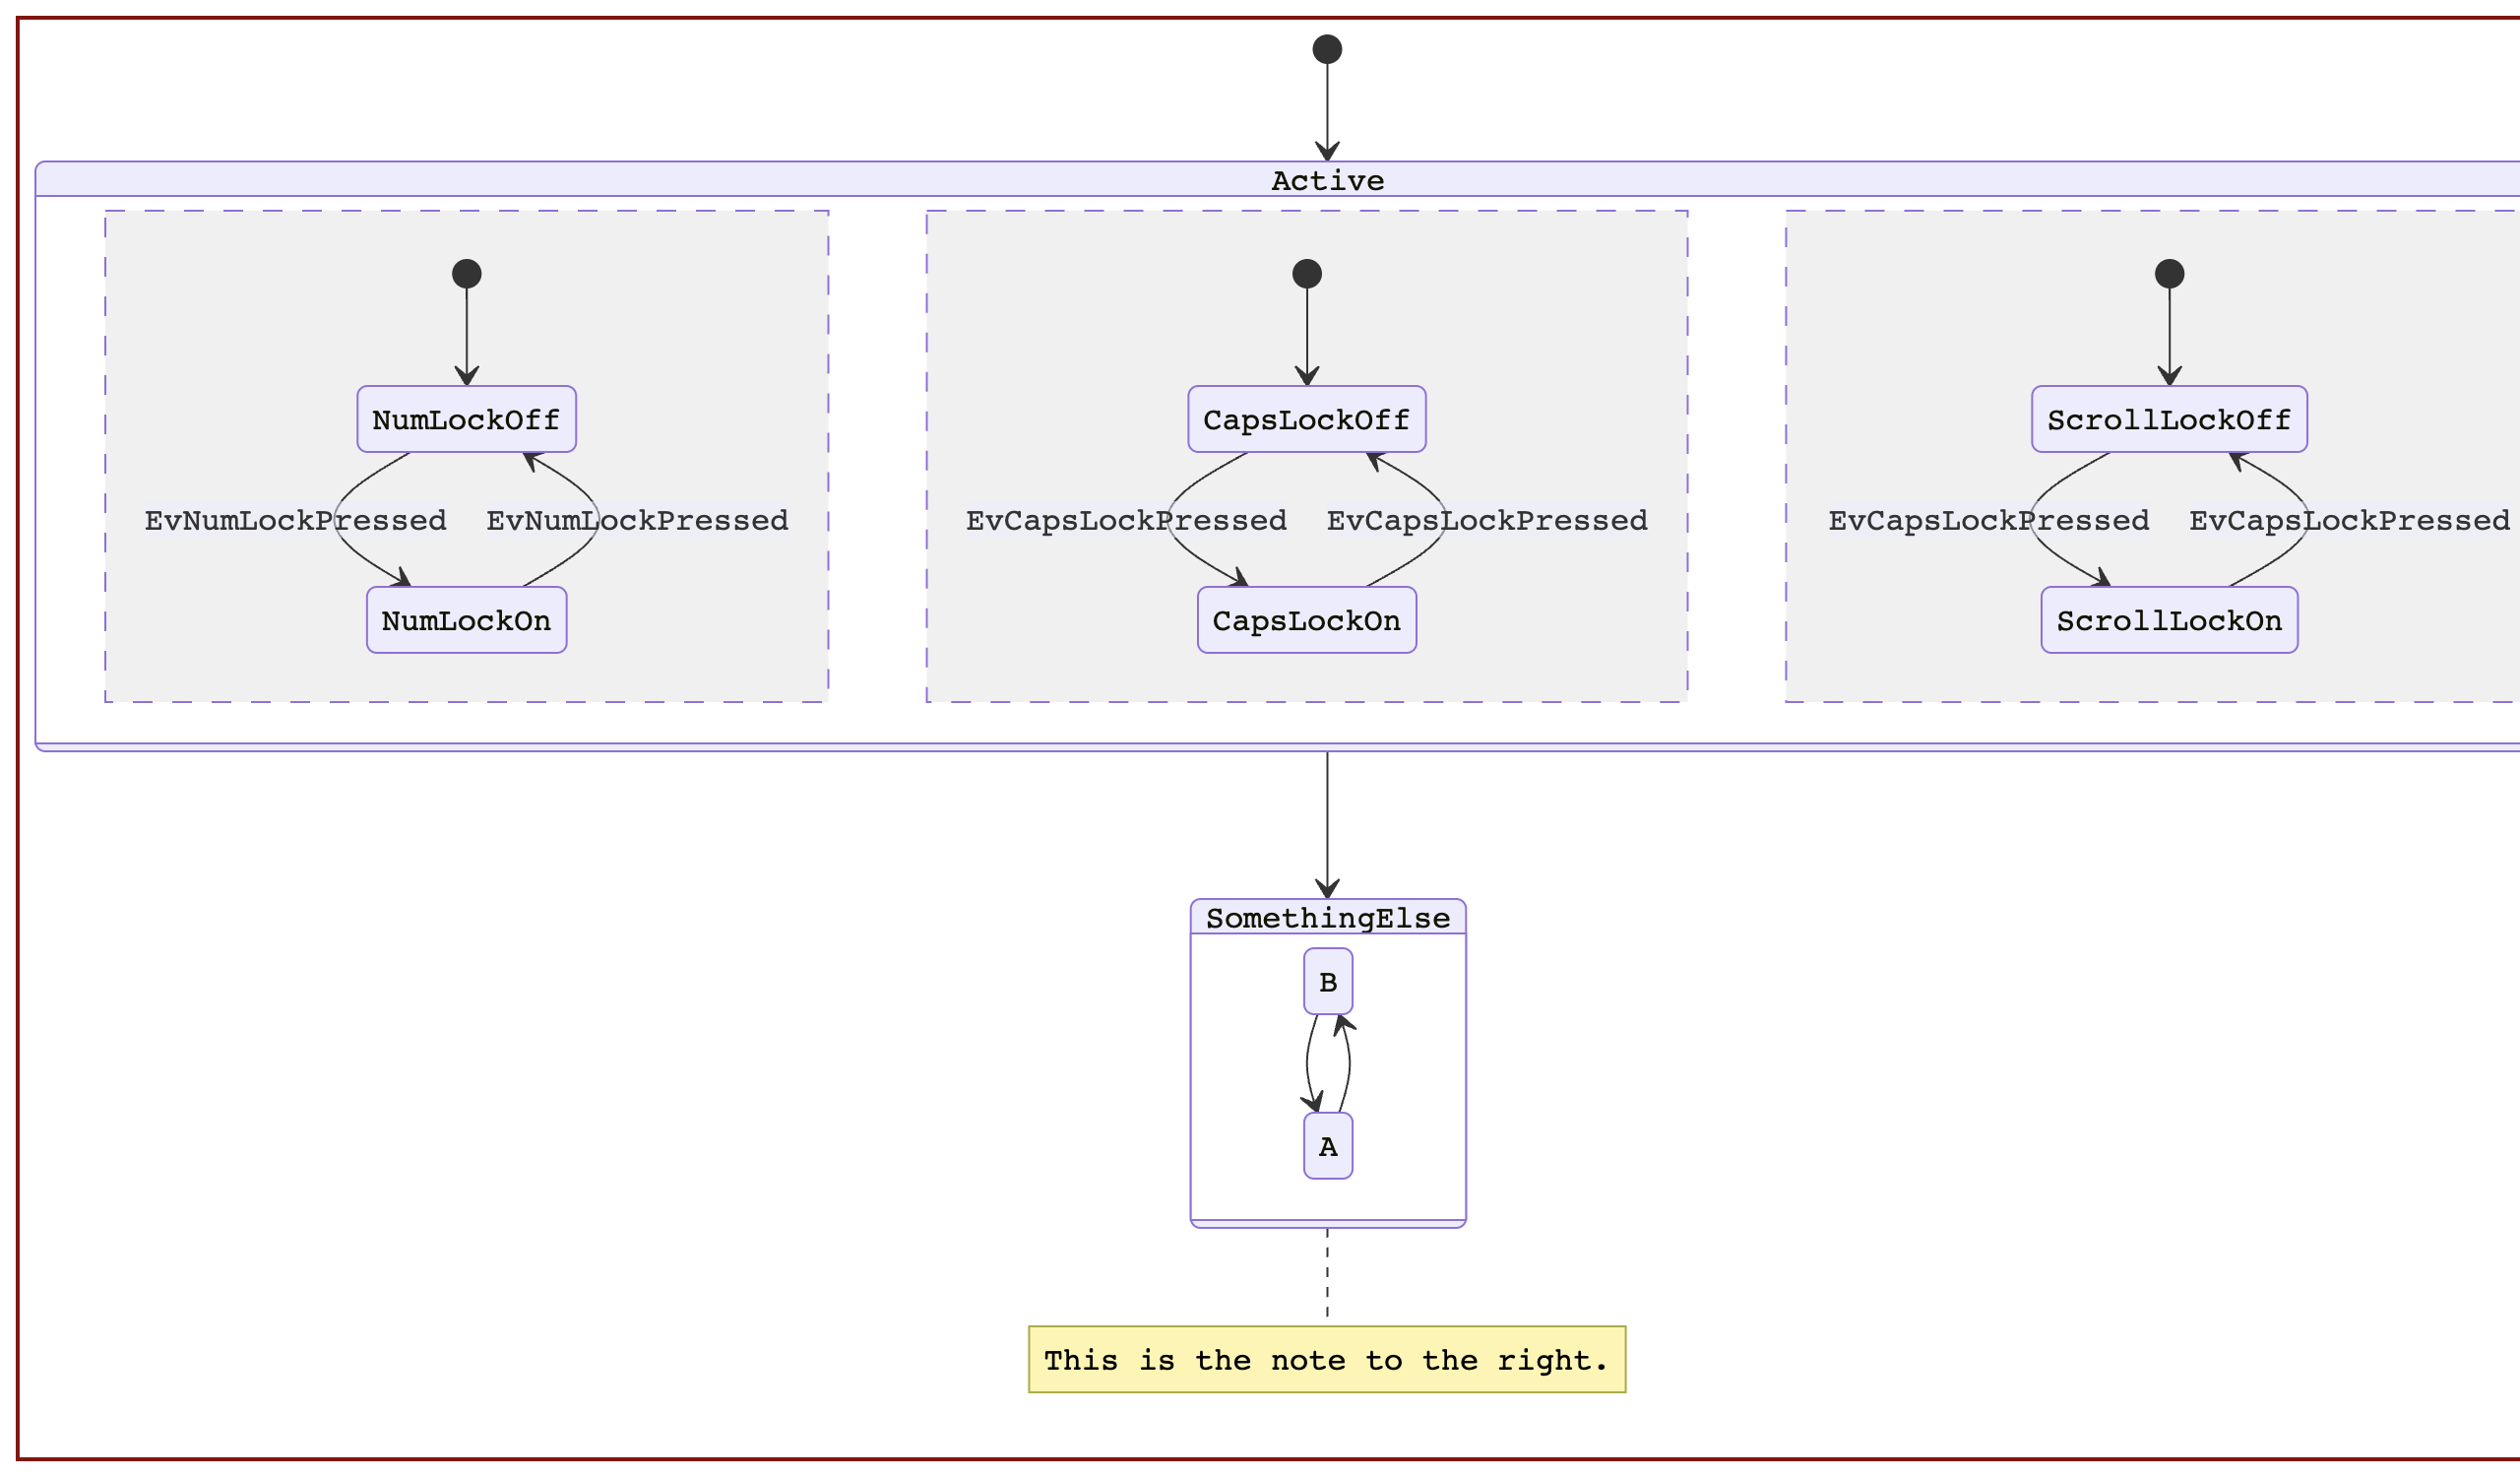 Active
NumLockOff
CapsLockOff
ScrollLockOff
EvNumLockPressed
EvNumLockPressed
EvCapsLockPressed
EvCapsLockPressed
EvCapsLockPressed
EvCapsLockPressed
NumLockOn
CapsLockOn
ScrollLockOn
SomethingElse
B
A
This is the note to the right.